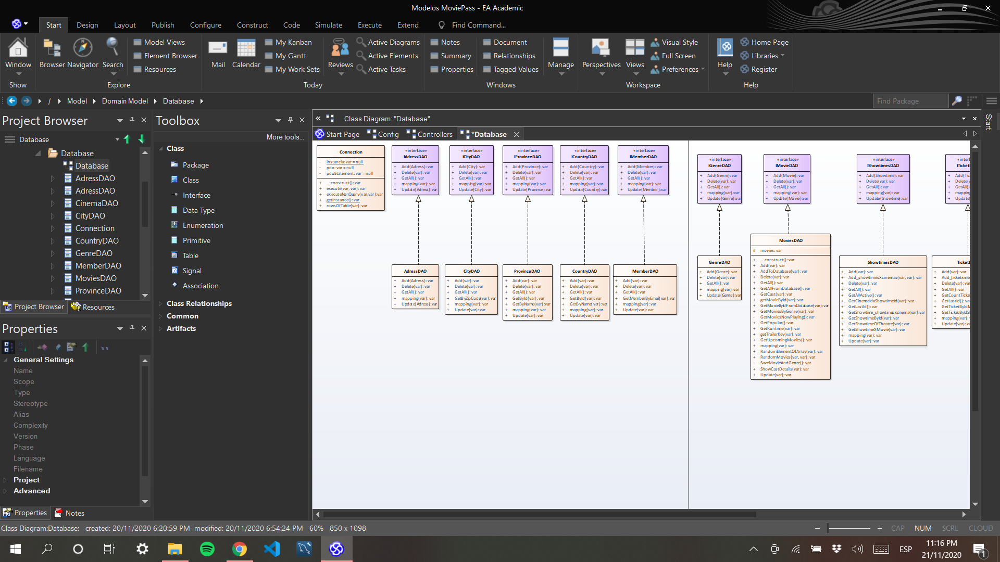 Modelos MoviePass - EA Academic
Start Design Layout Publish Configure Construct Code Simulate Execute Extend Find Command...
Window
Show
Browser Navigator Search
Model Views
Element Browser
Resources
Explore
Mail Calendar
My Kanban
My Gantt
My Work Sets
Reviews
Active Diagrams
Active Elements
Active Tasks
Today
Notes
Summary
Properties
Document
Relationships
Tagged Values
Windows
Manage
Perspectives Views
Visual Style
Full Screen
Preferences
Workspace
Help
Home Page
Libraries
Register
Help
/ Model Domain Model Database
Find Package
Project Browser
Database
Database
Database
AdressDAO
AdressDAO
CinemaDAO
CityDAO
Connection
CountryDAO
GenreDAO
MemberDAO
MoviesDAO
ProvinceDAO
Project Browser Resources
Properties
General Settings
Name
Scope
Type
Stereotype
Alias
Complexity
Version
Phase
Language
Filename
Project
Advanced
Properties Notes
Toolbox
More tools...
Class
Package
Class
Interface
Data Type
Enumeration
Primitive
Table
Signal
Association
Class Relationships
Common
Artifacts
Class Diagram: "Database"
Start Page Config Controllers *Database
Start
Connection
- instancia: var = null
- pdo: var = null
- pdoStatement: var = null
+ __construct(): var
+ execute(var, var): var
+ executeNonQuery(var,var):var
+ getInstance(): var
+ rowsOfTable(var): var
«interface»
IAdressDAO
+ Add(Adress): var
+ Delete(var): var
+ GetAll(): var
+ mapping(var): var
+ Update(Adress):var
«interface»
ICityDAO
+ Add(City): var
+ Delete(var): var
+ GetAll(): var
+ mapping(var):var
+ Update(City): var
«interface»
IProvinceDAO
+ Add(Province): var
+ Delete(var): var
+ GetAll(): var
+ mapping(var): var
+ Update(Province):var
«interface»
ICountryDAO
+ Add(Country): var
+ Delete(var): var
+ GetAll(): var
+ mapping(var): var
+ Update(Country):var
«interface»
IMemberDAO
+ Add(Member): var
+ Delete(var): var
+ GetAll(): var
+ mapping(var): var
+ Update(Member):var
«interface»
IGenreDAO
+ Add(Genre): var
+ Delete(var): var
+ GetAll(): var
+ mapping(var):var
+ Update(Genre):var
«interface»
IMovieDAO
+ Add(Movie): var
+ Delete(var): var
+ GetAll(): var
+ mapping(var): var
+ Update(Movie):var
«interface»
IShowtimesDAO
+ Add(Showtime): var
+ Delete(var): var
+ GetAll(): var
+ mapping(var): var
+ Update(Showtime):var
«interf
ITicket
+ Add(Tic
+ Delete(
+ GetAll(
+ mappi
+ Update
AdressDAO
+ Add(Adress): var
+ Delete(var): var
+ GetAll(): var
+ mapping(var): var
+ Update(Adress):var
CityDAO
+ Add(var): var
+ Delete(var): var
+ GetAll(): var
+ GetByZipCode(var):var
+ mapping(var): var
+ Update(var): var
ProvinceDAO
+ Add(var): var
+ Delete(var): var
+ GetAll(): var
+ GetById(var): var
+ GetByName(var):var
+ mapping(var): var
+ Update(var): var
CountryDAO
+ Add(var): var
+ Delete(var): var
+ GetAll(): var
+ GetById(var): var
+ GetByName(var):var
+ mapping(var): var
+ Update(var): var
MemberDAO
+ Add(var): var
+ Delete(var): var
+ GetAll(): var
+ GetMemberByEmail(var):var
+ mapping(var): var
+ Update(var): var
GenreDAO
+ Add(Genre): var
+ Delete(var): var
+ GetAll(): var
+ mapping(var): var
+ Update(Genre):var
MoviesDAO
# movies: var
+ __construct(): var
+ Add(var): var
+ AddToDatabase(var): var
+ Delete(var): var
+ GetAll(): var
+ GetAllFromDatabase(): var
+ GetCast(var): var
+ getMovieById(var): var
+ GetMovieByIdFromDatabase(var):var
+ GetMoviesByGenre(var): var
- GetMoviesNowPlaying(): var
+ GetPopular(): var
+ GetRuntime(var): var
+ getTrailerKey(var): var
+ GetUpcomingMovies(): var
+ mapping(var): var
+ RandomElementOfArray(var): var
+ RandomMovies(var, var): var
- SaveMovieAndGenre(): var
+ ShowCastDetails(var): var
+ Update(var): var
ShowtimesDAO
+ Add(var): var
+ Add_showtimesXcinemas(var, var): var
+ Delete(var): var
+ GetAll(): var
+ GetAllActive(): var
+ GetCinemaIdxShowtimeId(var): var
+ GetLastId(): var
+ GetShowtime_showtimesxcinema(var):var
+ GetShowtimeById(var): var
+ GetShowtimeOfTheatre(var): var
+ GetShowtimeXMovie(var): var
+ mapping(var): var
+ Update(var): var
Ticket
+ Add(var): var
+ Add_ticketxme
+ Delete(var): var
+ GetAll(): var
+ GetCountTicke
+ GetLastId(): var
+ GetTicketByIdM
+ GetTicketByIdS
+ mapping(var):
+ Update(var): va
Class Diagram:Database: created: 20/11/2020 6:20:59 PM modified: 20/11/2020 6:54:24 PM 60% 850 x 1098
CAP NUM SCRL CLOUD
ESP
11:16 PM
21/11/2020
1